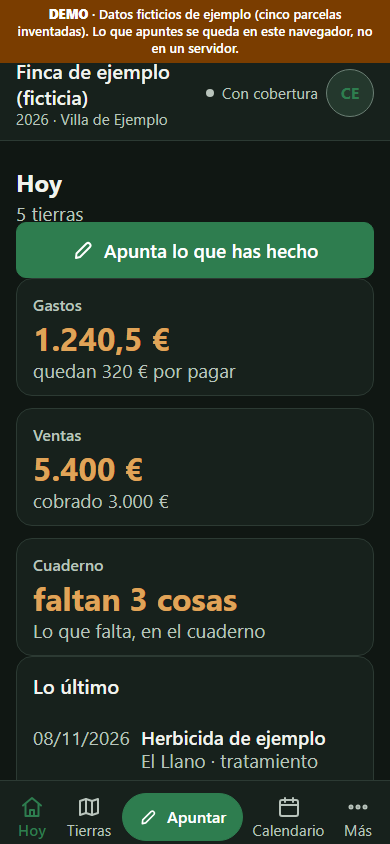 DEMO · Datos ficticios de ejemplo (cinco parcelas
inventadas). Lo que apuntes se queda en este navegador, no
en un servidor.
Finca de ejemplo
(ficticia)
2026 · Villa de Ejemplo
Con cobertura
CE
Hoy
5 tierras
Apunta lo que has hecho
Gastos
1.240,5 €
quedan 320 € por pagar
Ventas
5.400 €
cobrado 3.000 €
Cuaderno
faltan 3 cosas
Lo que falta, en el cuaderno
Lo último
08/11/2026 Herbicida de ejemplo
El Llano · tratamiento
Hoy
Tierras
Apuntar
Calendario
Más